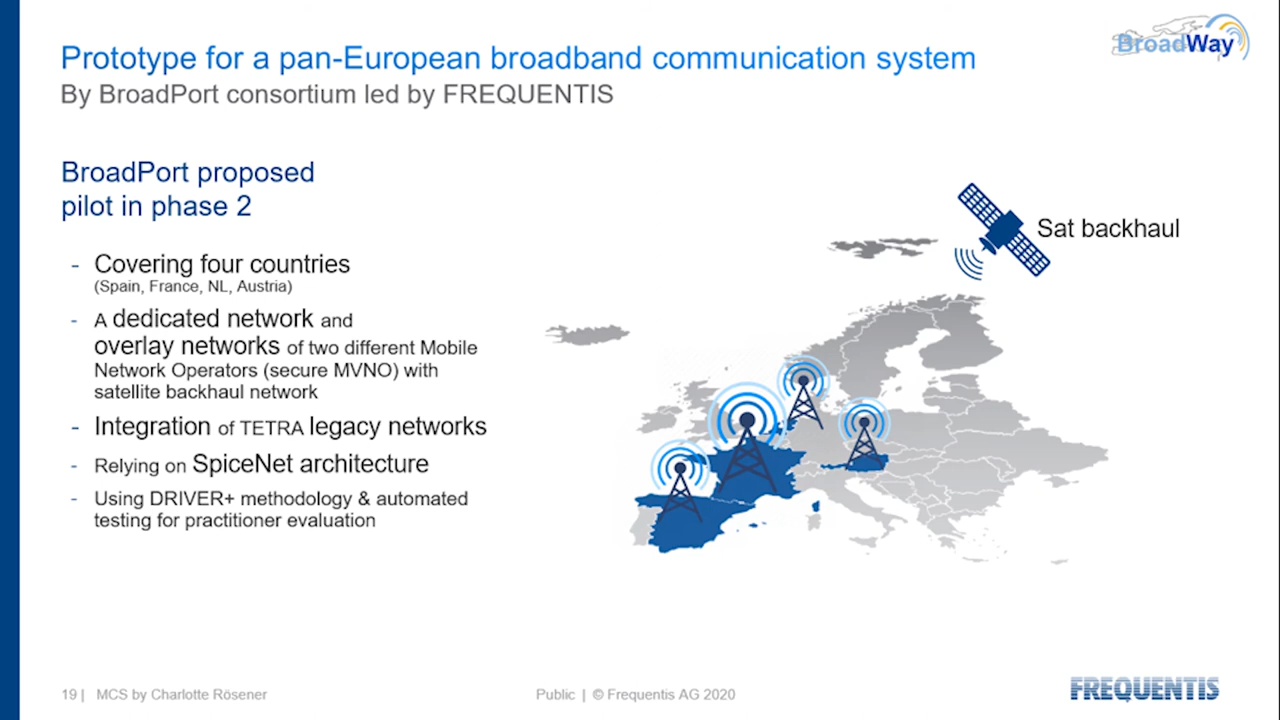 Prototype for a pan-European broadband communication system
By BroadPort consortium led by FREQUENTIS
BroadWay
BroadPort proposed
pilot in phase 2
- Covering four countries
(Spain, France, NL, Austria)
- A dedicated network and
overlay networks of two different Mobile
Network Operators (secure MVNO) with
satellite backhaul network
- Integration of TETRA legacy networks
- Relying on SpiceNet architecture
- Using DRIVER+ methodology & automated
testing for practitioner evaluation
Sat backhaul
19 | MCS by Charlotte Rösener
Public | © Frequentis AG 2020
FREQUENTIS